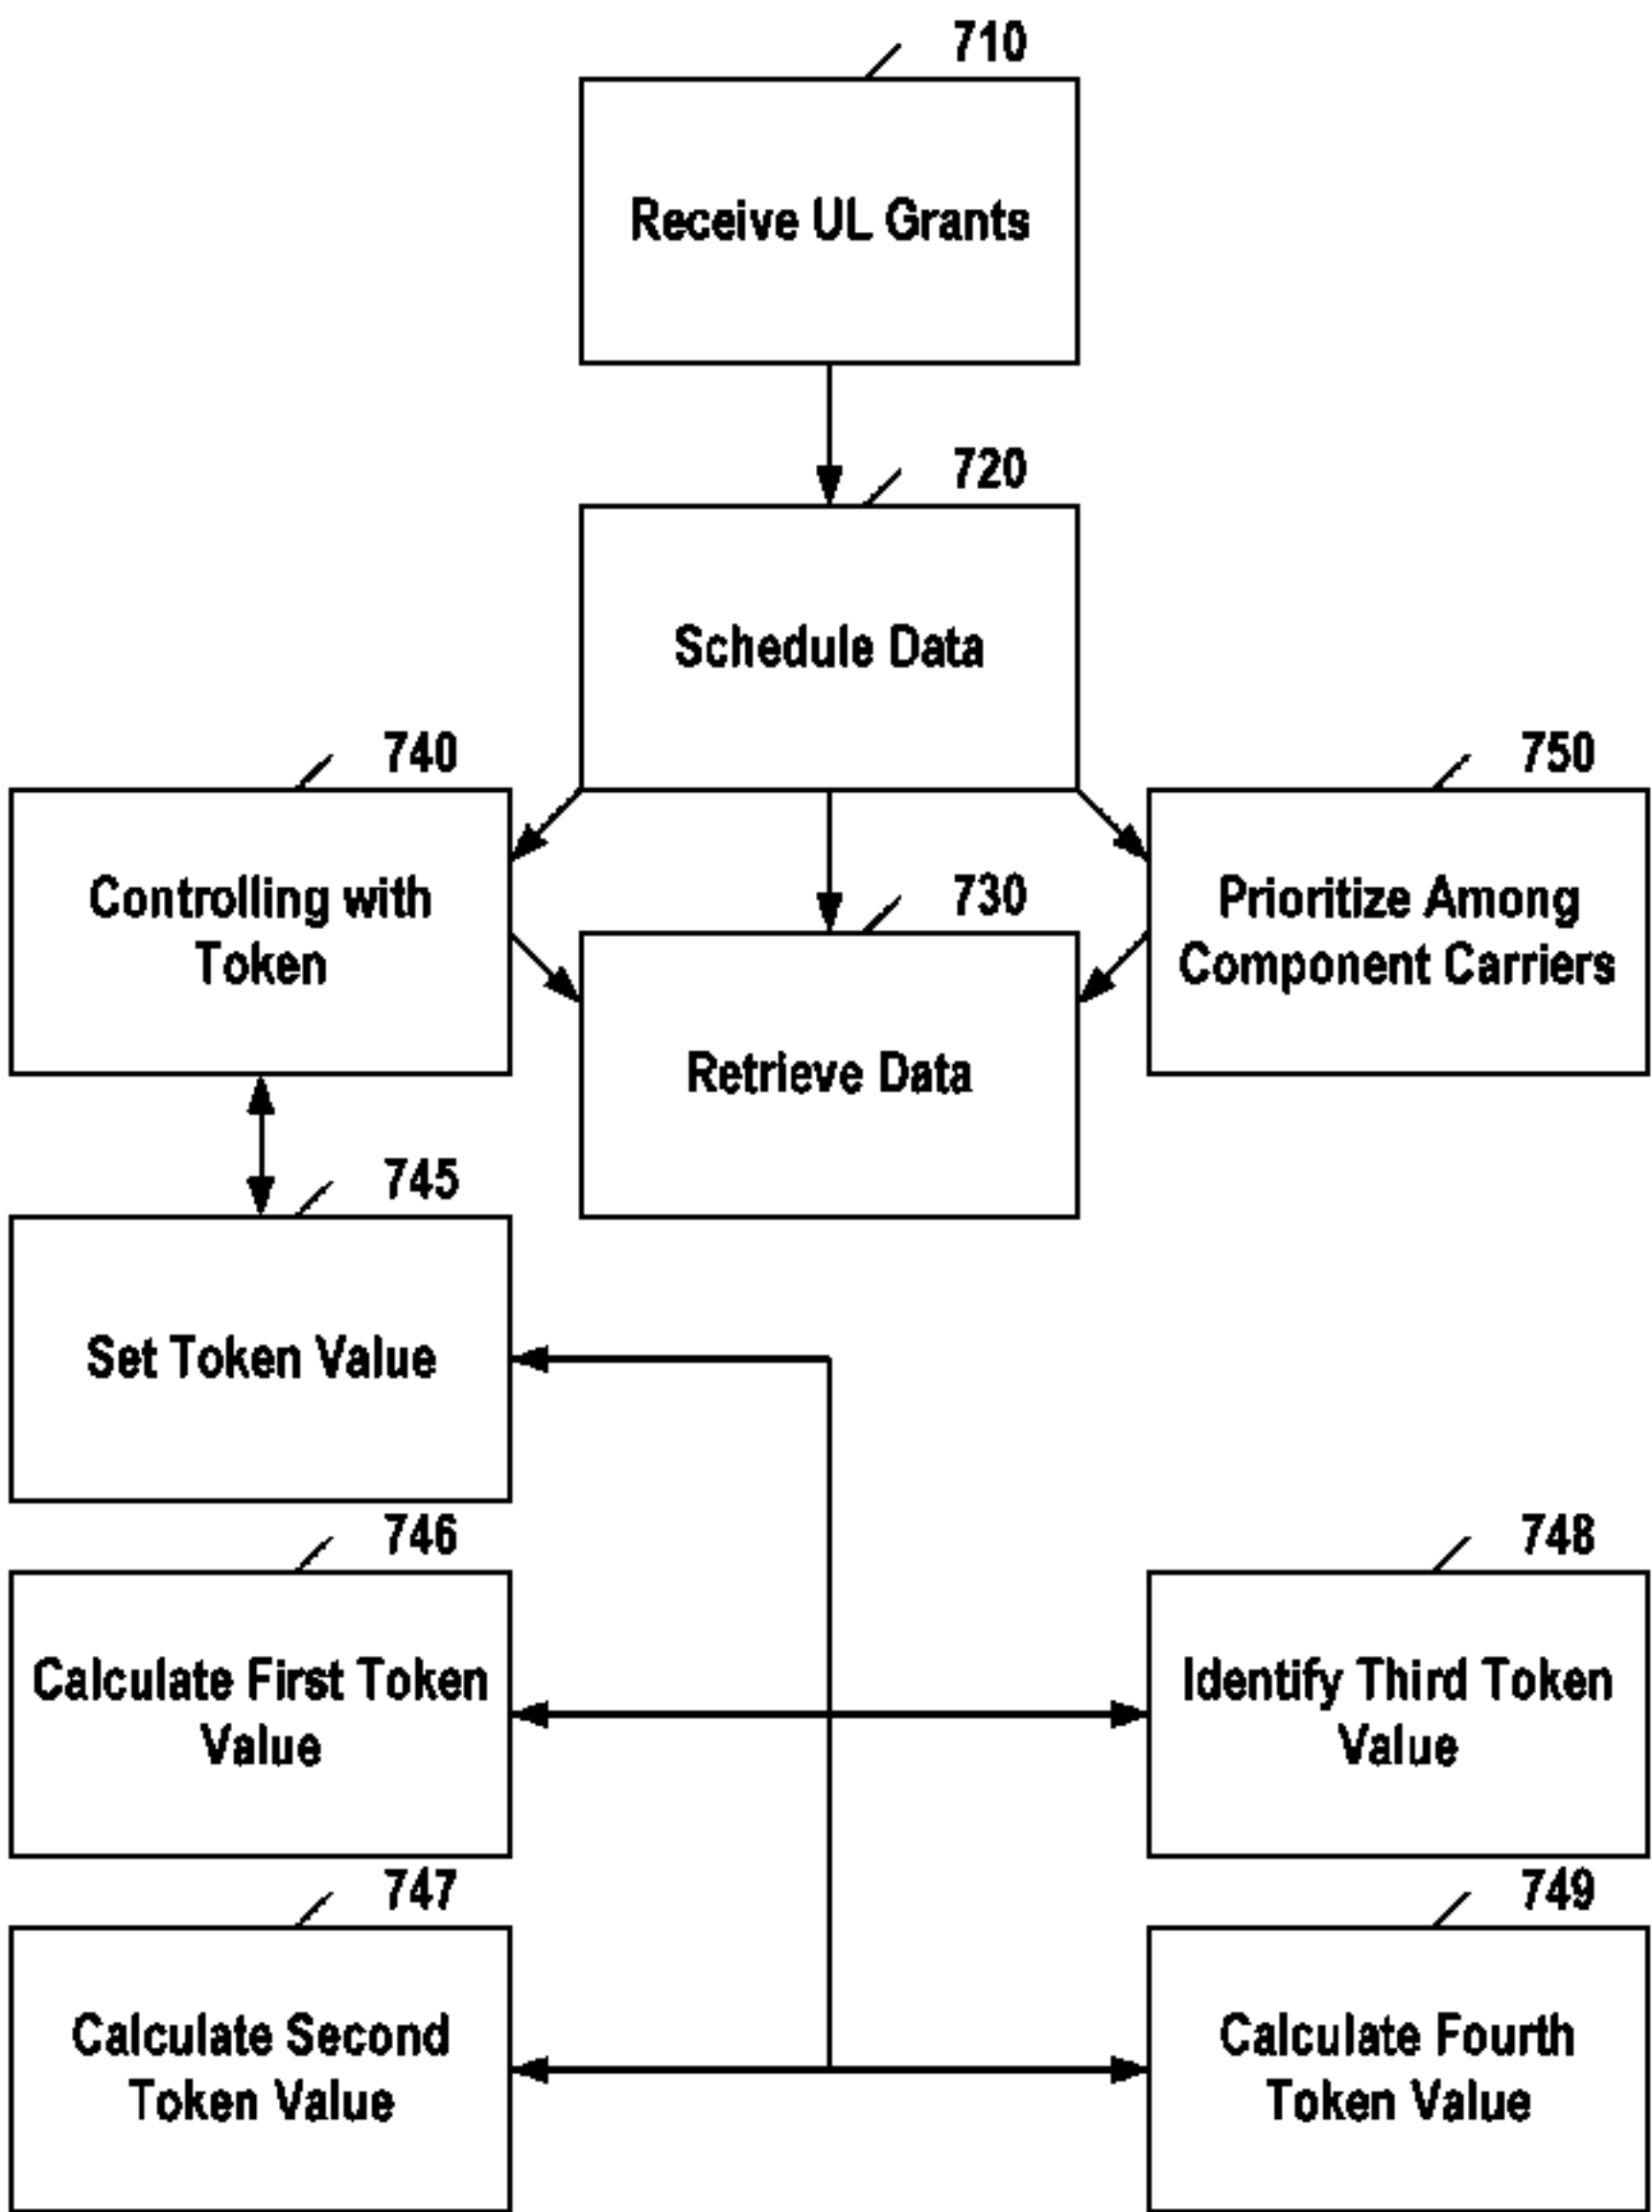 710
Receive UL Grants
720
Schedule Data
740
Controlling with
Token
750
Prioritize Among
Component Carriers
730
Retrieve Data
745
Set Token Value
746
Calculate First Token
Value
748
Identify Third Token
Value
747
Calculate Second
Token Value
749
Calculate Fourth
Token Value